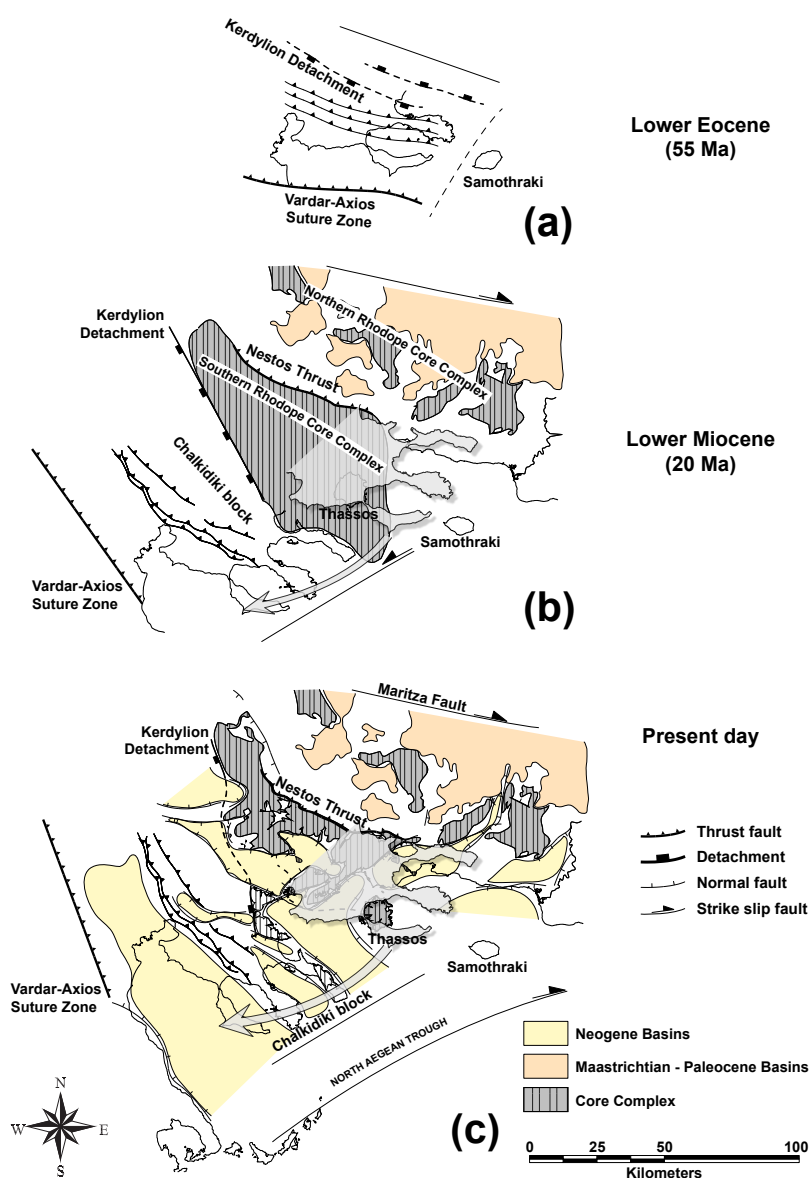 Kerdylion Detachment
Lower Eocene
(55 Ma)
Samothraki
Vardar-Axios
Suture Zone
(a)
Kerdylion
Detachment
Northern Rhodope Core Complex
Nestos Thrust
Southern Rhodope Core Complex
Lower Miocene
(20 Ma)
Chalkidiki block
Thassos
Samothraki
Vardar-Axios
Suture Zone
(b)
Maritza Fault
Kerdylion
Detachment
Present day
Nestos Thrust
Thrust fault
Detachment
Normal fault
Strike slip fault
Thassos
Samothraki
Vardar-Axios
Suture Zone
Chalkidiki block
NORTH AEGEAN TROUGH
Neogene Basins
Maastrichtian - Paleocene Basins
Core Complex
(c)
N
W
E
S
0 25 50 100
Kilometers